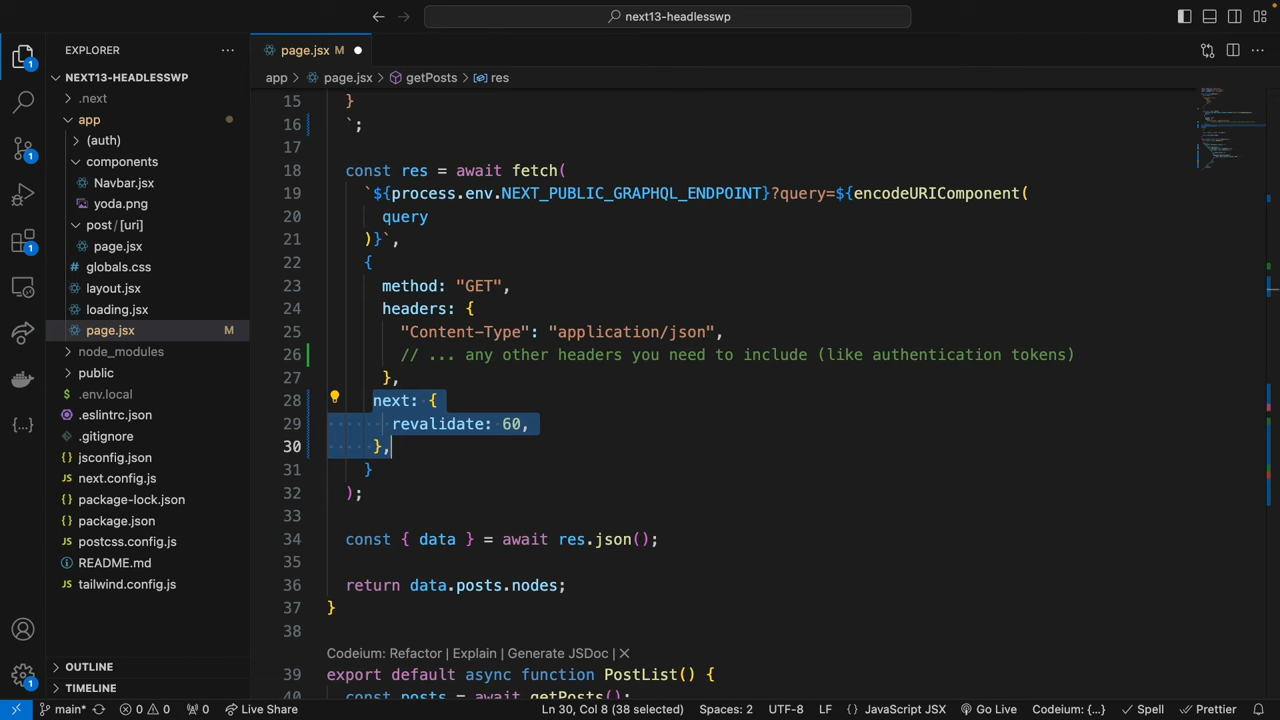 next13-headlesswp
EXPLORER
page.jsx M
NEXT13-HEADLESSWP
app > page.jsx > getPosts > res
.next
app
(auth)
components
Navbar.jsx
yoda.png
post/[uri]
page.jsx
globals.css
layout.jsx
loading.jsx
page.jsx M
node_modules
public
.env.local
.eslintrc.json
.gitignore
jsconfig.json
next.config.js
package-lock.json
package.json
postcss.config.js
README.md
tailwind.config.js
OUTLINE
TIMELINE
15 }
16 `;
17
18 const res = await fetch(
19 `${process.env.NEXT_PUBLIC_GRAPHQL_ENDPOINT}?query=${encodeURIComponent(
20 query
21 )}`,
22 {
23 method: "GET",
24 headers: {
25 "Content-Type": "application/json",
26 // ... any other headers you need to include (like authentication tokens)
27 },
28 next: {
29 revalidate: 60,
30 },
31 }
32 );
33
34 const { data } = await res.json();
35
36 return data.posts.nodes;
37 }
38
Codeium: Refactor | Explain | Generate JSDoc | ✕
39 export default async function PostList() {
40 const posts = await getPosts();
main* 0 0 0 Live Share Ln 30, Col 8 (38 selected) Spaces: 2 UTF-8 LF {} JavaScript JSX Go Live Codeium: {...} Spell Prettier